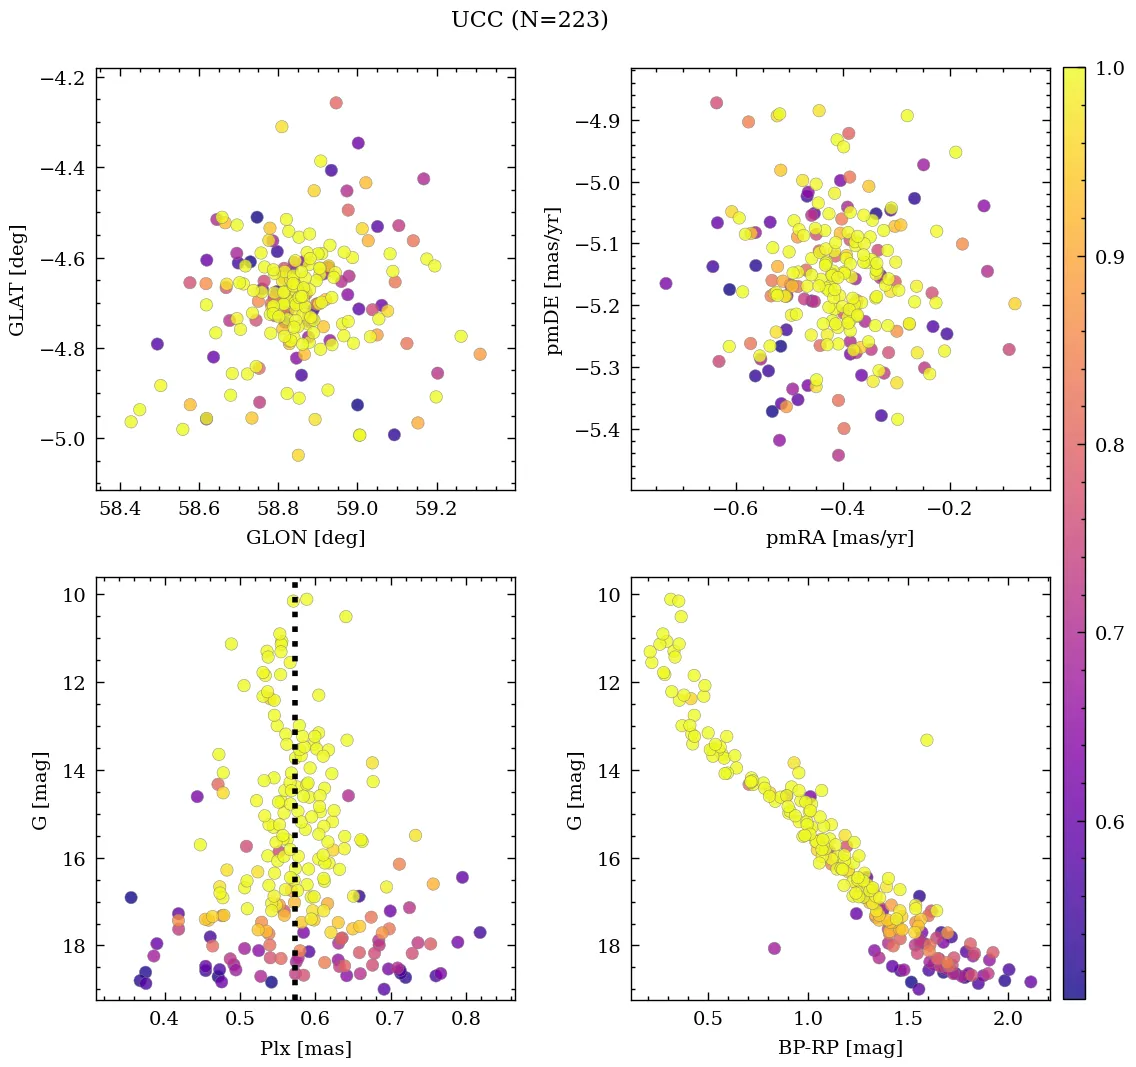 UCC (N=223)
−4.2
−4.4
−4.6
−4.8
−5.0
GLAT [deg]
58.4 58.6 58.8 59.0 59.2
GLON [deg]
−4.9
−5.0
−5.1
−5.2
−5.3
−5.4
pmDE [mas/yr]
−0.6 −0.4 −0.2
pmRA [mas/yr]
1.0
0.9
0.8
0.7
0.6
10
12
14
16
18
G [mag]
0.4 0.5 0.6 0.7 0.8
Plx [mas]
10
12
14
16
18
G [mag]
0.5 1.0 1.5 2.0
BP-RP [mag]